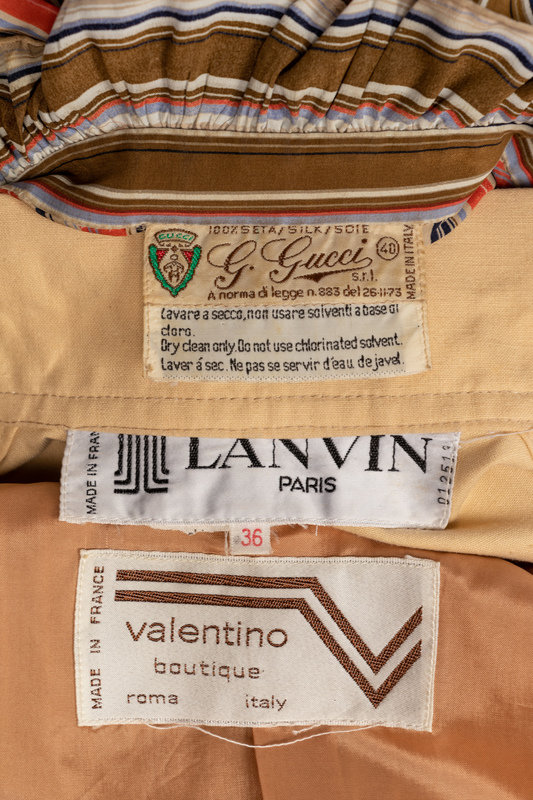 100% SETA/SILK/SOIE
GUCCI
G. Gucci
s.r.l.
40
MADE IN ITALY
A norma di legge n. 883 del 26-11-73
Lavare a secco, non usare solventi a base di
cloro.
Dry clean only. Do not use chlorinated solvent.
Laver á sec. Ne pas se servir d'eau de javel.
MADE IN FRAN
LANVIN
PARIS
36
MADE IN FRANCE
valentino
boutique
roma italy